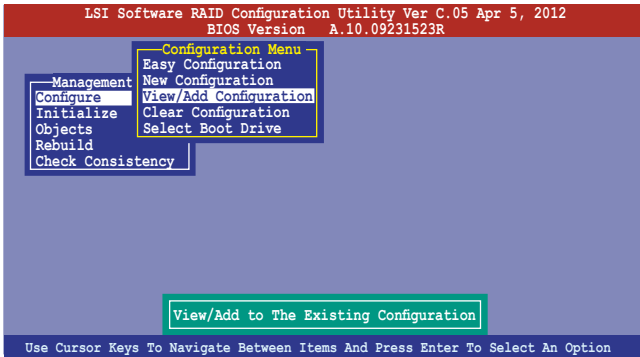 LSI Software RAID Configuration Utility Ver C.05 Apr 5, 2012
BIOS Version A.10.09231523R
Configuration Menu
Easy Configuration
New Configuration
View/Add Configuration
Clear Configuration
Select Boot Drive
Management
Configure
Initialize
Objects
Rebuild
Check Consistency
View/Add to The Existing Configuration
Use Cursor Keys To Navigate Between Items And Press Enter To Select An Option